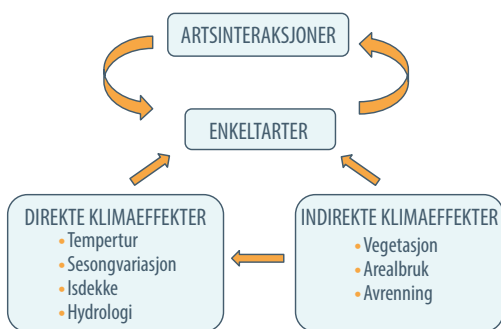 ARTSINTERAKSJONER
ENKELTARTER
DIREKTE KLIMAEFFEKTER
• Tempertur
• Sesongvariasjon
• Isdekke
• Hydrologi
INDIREKTE KLIMAEFFEKTER
• Vegetasjon
• Arealbruk
• Avrenning